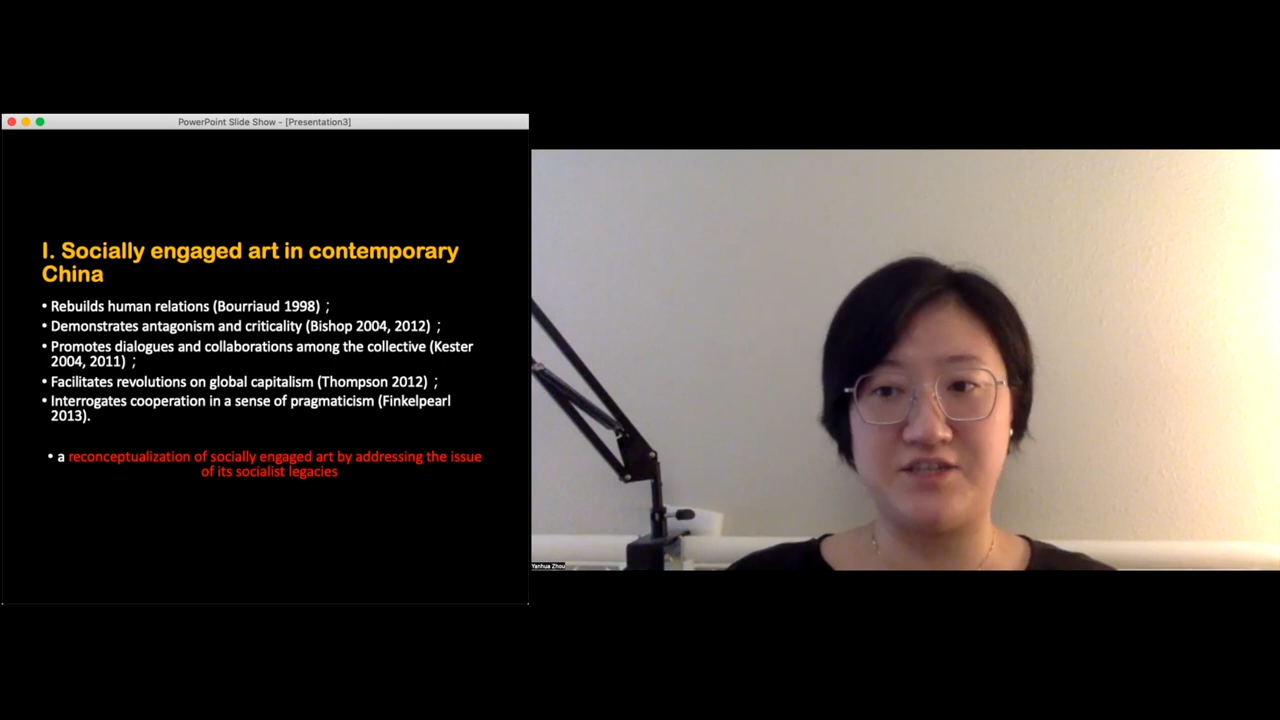 PowerPoint Slide Show - [Presentation3]
I. Socially engaged art in contemporary
China
• Rebuilds human relations (Bourriaud 1998)；
• Demonstrates antagonism and criticality (Bishop 2004, 2012)；
• Promotes dialogues and collaborations among the collective (Kester
2004, 2011)；
• Facilitates revolutions on global capitalism (Thompson 2012)；
• Interrogates cooperation in a sense of pragmaticism (Finkelpearl
2013).
• a reconceptualization of socially engaged art by addressing the issue
of its socialist legacies
Yanhua Zhou